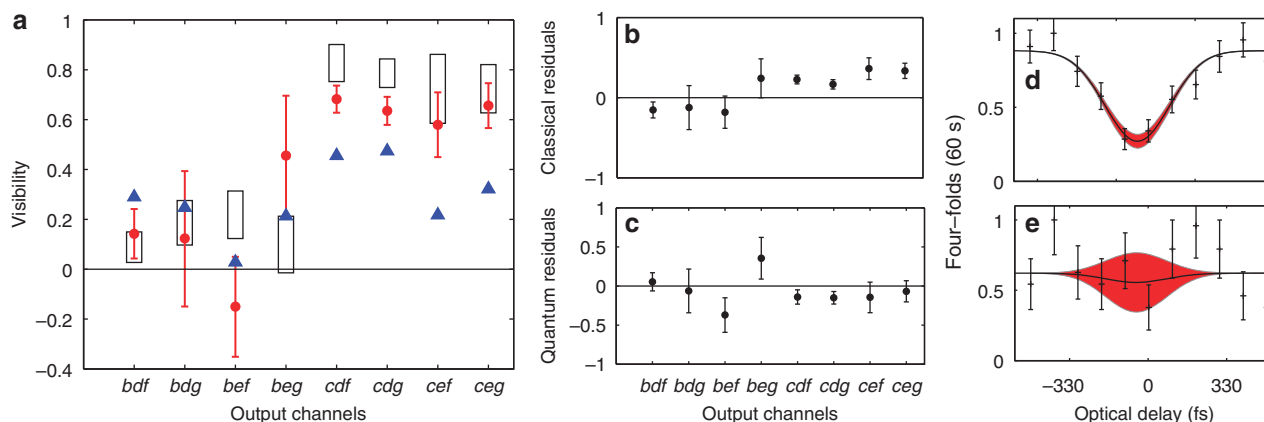 a
1
0.8
0.6
0.4
0.2
0
−0.2
−0.4
Visibility
bdf bdg bef beg cdf cdg cef ceg
Output channels
b
1
0
−1
Classical residuals
c
1
0.5
0
−0.5
−1
Quantum residuals
bdf bdg bef beg cdf cdg cef ceg
Output channels
d
1
0.5
0
e
1
0.5
0
Four−folds (60 s)
−330 0 330
Optical delay (fs)